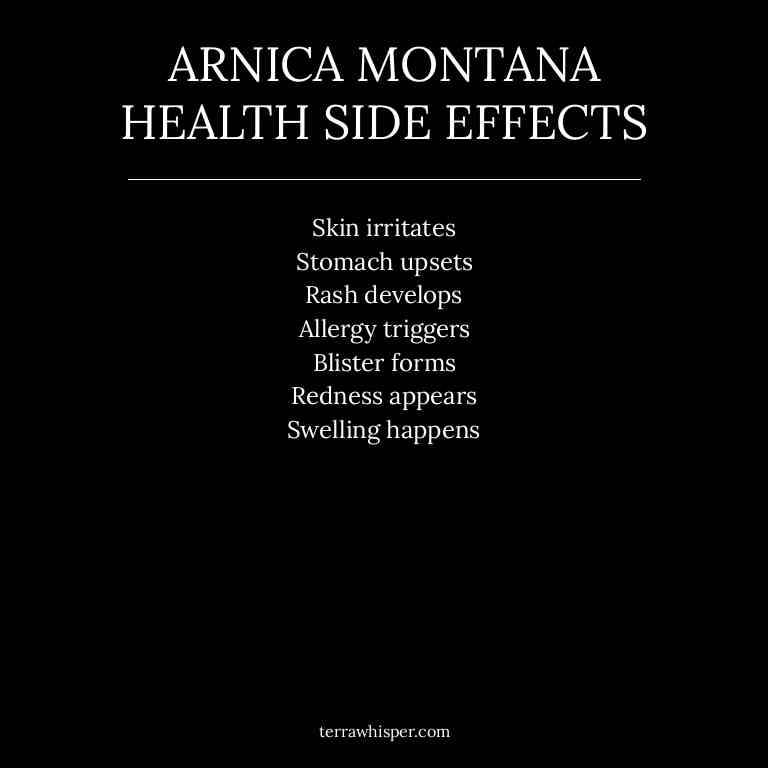 ARNICA MONTANA
HEALTH SIDE EFFECTS
Skin irritates
Stomach upsets
Rash develops
Allergy triggers
Blister forms
Redness appears
Swelling happens
terrawhisper.com